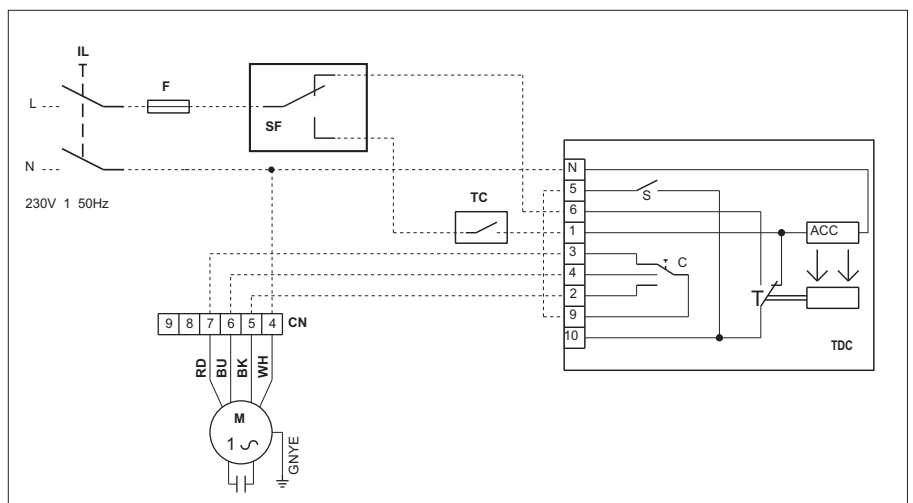 IL
F
L
SF
N
230V 1 50Hz
TC
N
5
6
1
3
4
2
9
10
S
C
ACC
T
TDC
9 8 7 6 5 4 CN
RD BU BK WH
M
1
GNYE